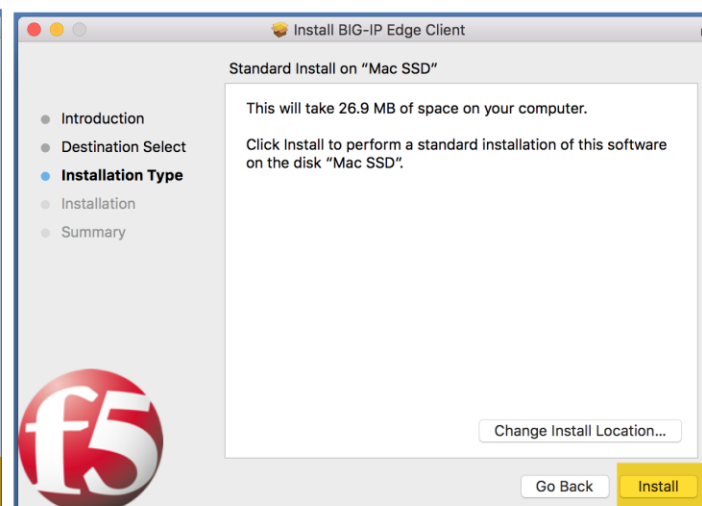 Install BIG-IP Edge Client
Standard Install on “Mac SSD”
Introduction
Destination Select
Installation Type
Installation
Summary
This will take 26.9 MB of space on your computer.
Click Install to perform a standard installation of this software
on the disk “Mac SSD”.
f5
Change Install Location...
Go Back
Install